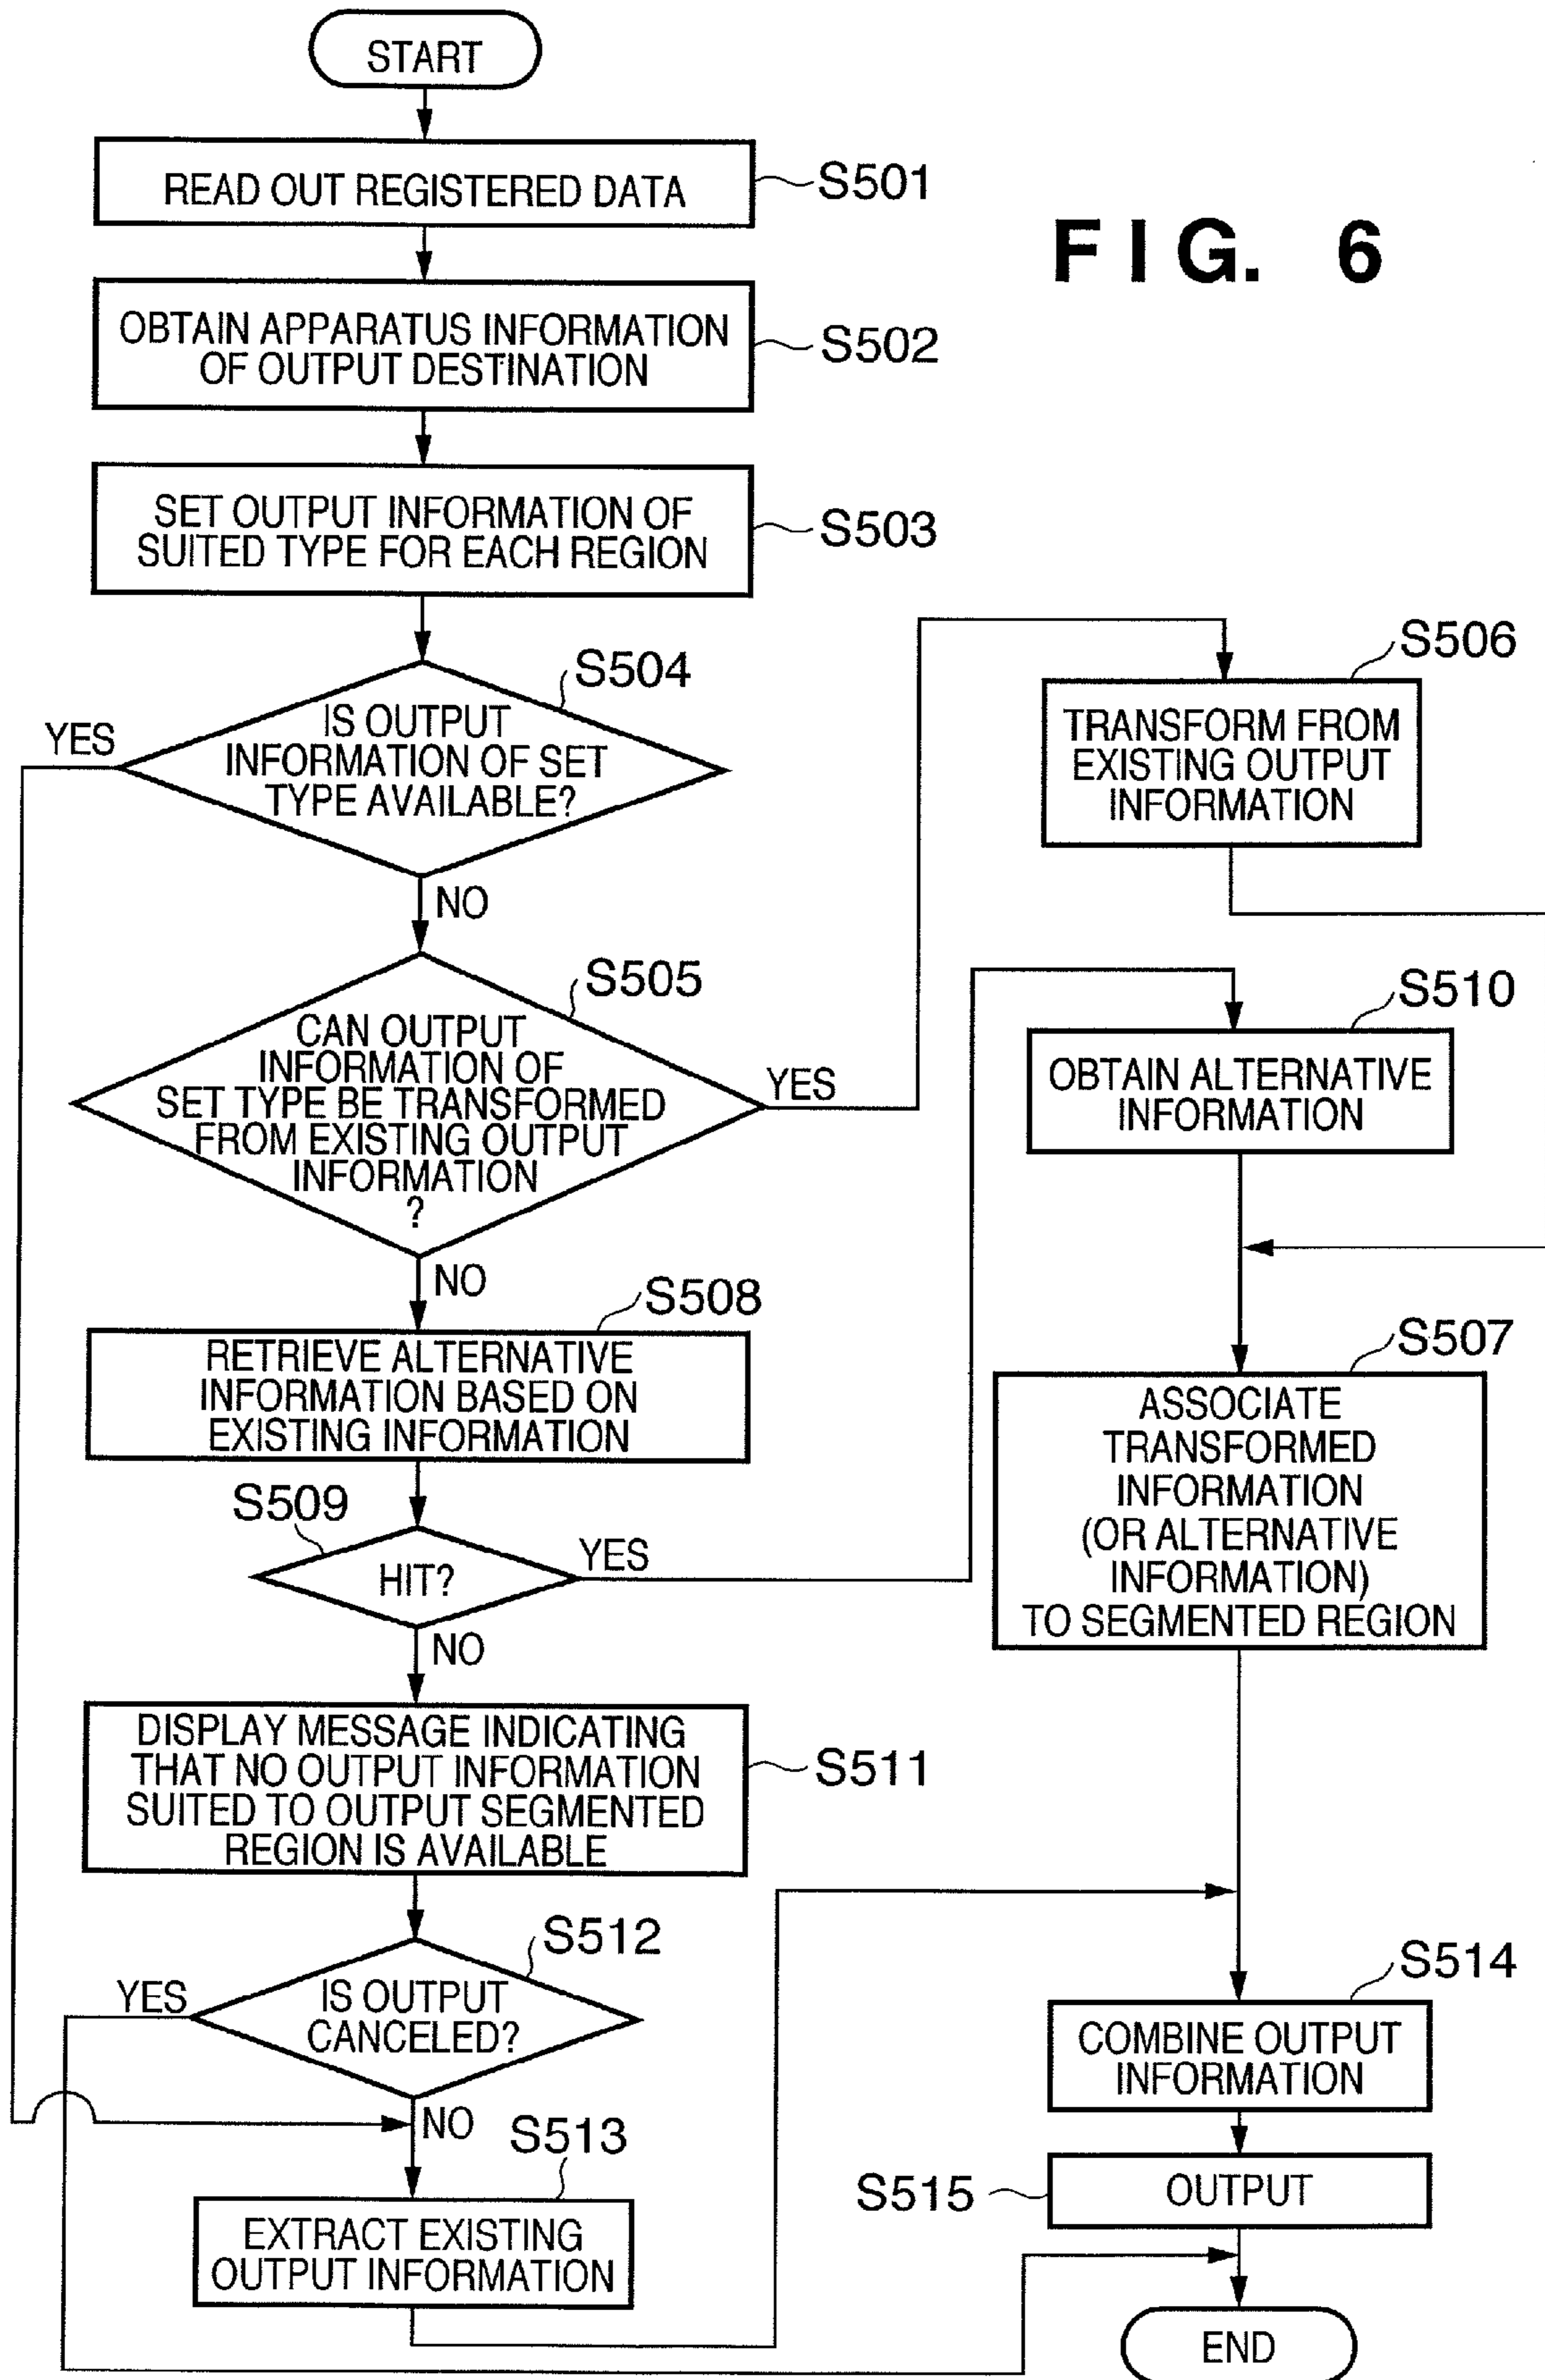 START
READ OUT REGISTERED DATA
S501
FIG. 6
OBTAIN APPARATUS INFORMATION
OF OUTPUT DESTINATION
S502
SET OUTPUT INFORMATION OF
SUITED TYPE FOR EACH REGION
S503
S504
IS OUTPUT
INFORMATION OF SET
TYPE AVAILABLE?
YES
NO
S505
CAN OUTPUT
INFORMATION OF
SET TYPE BE TRANSFORMED
FROM EXISTING OUTPUT
INFORMATION
?
YES
NO
S506
TRANSFORM FROM
EXISTING OUTPUT
INFORMATION
S510
OBTAIN ALTERNATIVE
INFORMATION
S508
RETRIEVE ALTERNATIVE
INFORMATION BASED ON
EXISTING INFORMATION
S509
HIT?
YES
NO
S507
ASSOCIATE
TRANSFORMED
INFORMATION
(OR ALTERNATIVE
INFORMATION)
TO SEGMENTED REGION
DISPLAY MESSAGE INDICATING
THAT NO OUTPUT INFORMATION
SUITED TO OUTPUT SEGMENTED
REGION IS AVAILABLE
S511
S512
IS OUTPUT
CANCELED?
YES
NO
S513
EXTRACT EXISTING
OUTPUT INFORMATION
S514
COMBINE OUTPUT
INFORMATION
S515
OUTPUT
END